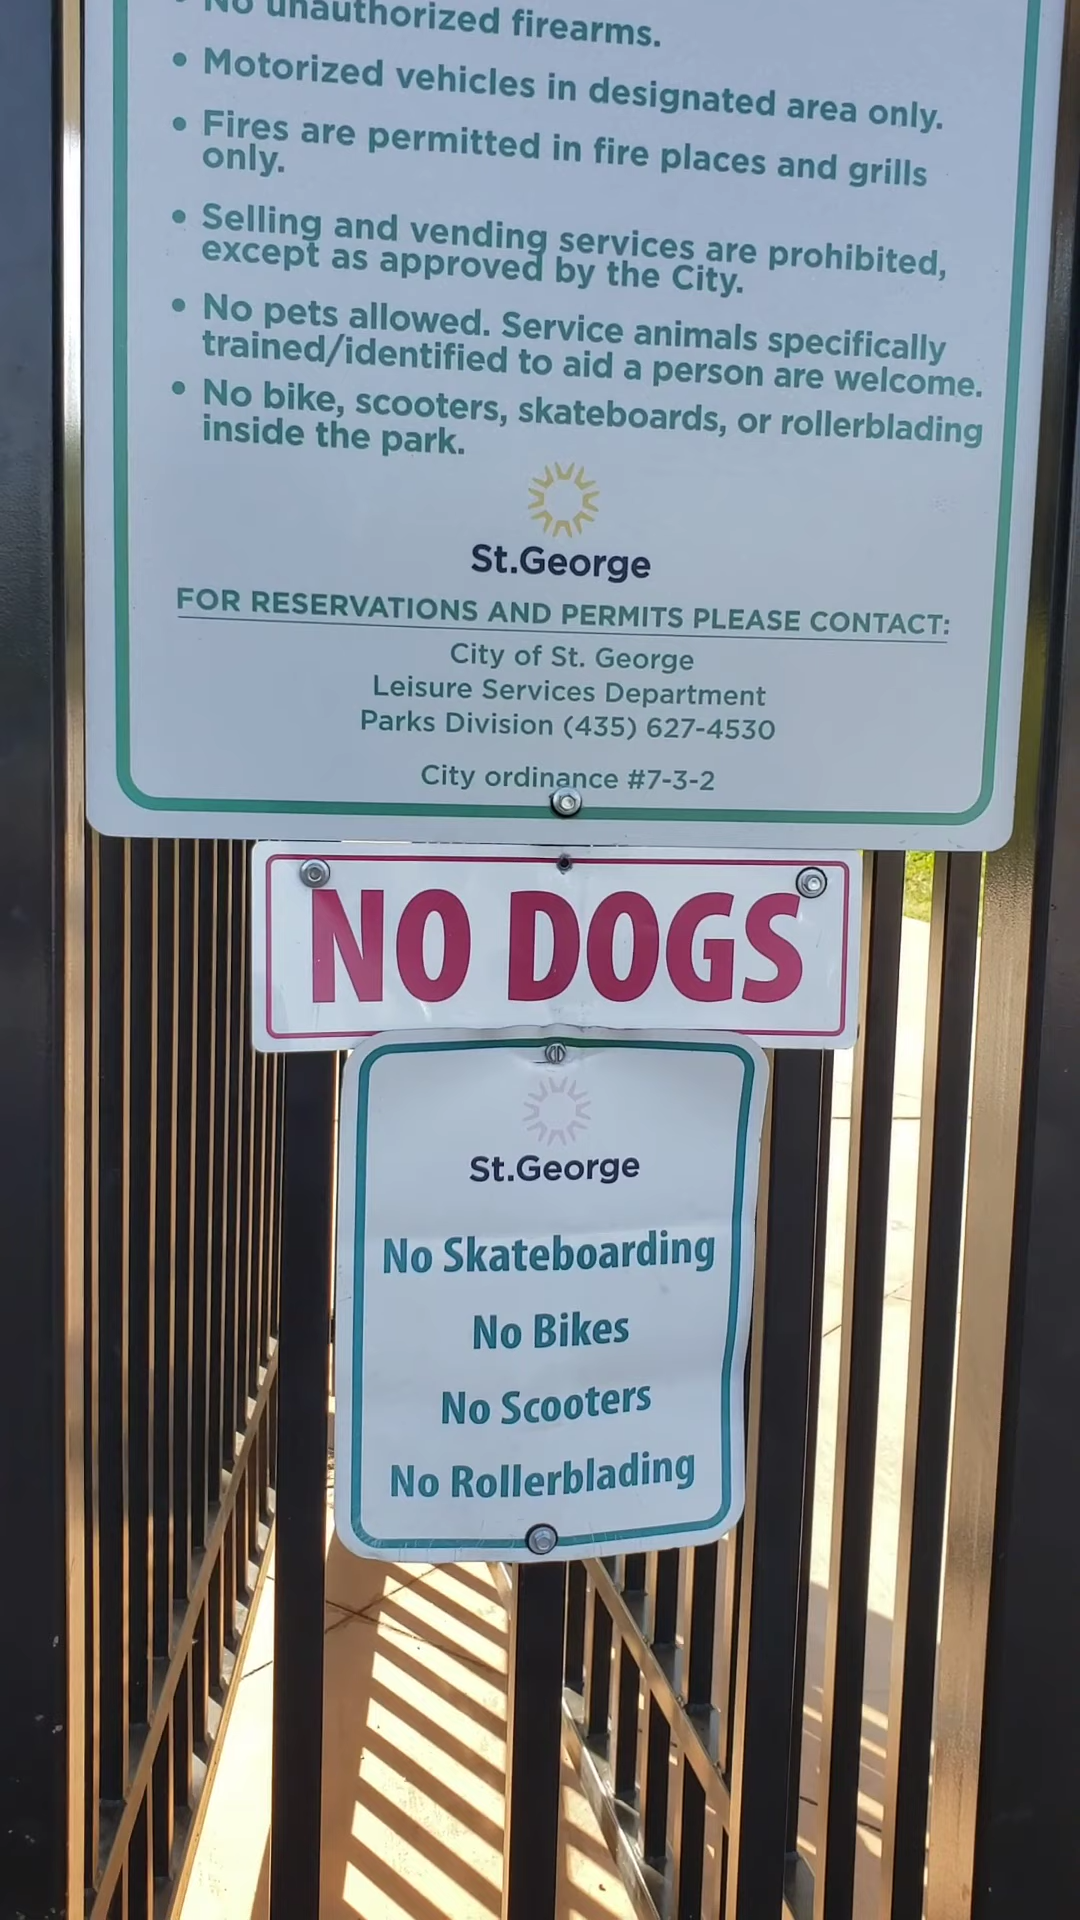 No unauthorized firearms.
• Motorized vehicles in designated area only.
• Fires are permitted in fire places and grills
only.
• Selling and vending services are prohibited,
except as approved by the City.
• No pets allowed. Service animals specifically
trained/identified to aid a person are welcome.
• No bike, scooters, skateboards, or rollerblading
inside the park.
St.George
FOR RESERVATIONS AND PERMITS PLEASE CONTACT:
City of St. George
Leisure Services Department
Parks Division (435) 627-4530
City ordinance #7-3-2
NO DOGS
St.George
No Skateboarding
No Bikes
No Scooters
No Rollerblading